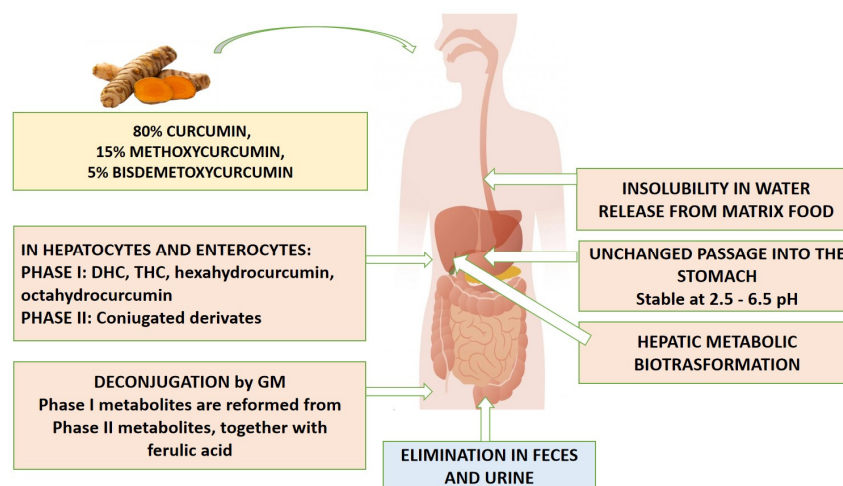 80% CURCUMIN,
15% METHOXYCURCUMIN,
5% BISDEMETOXYCURCUMIN
INSOLUBILITY IN WATER
RELEASE FROM MATRIX FOOD
IN HEPATOCYTES AND ENTEROCYTES:
PHASE I: DHC, THC, hexahydrocurcumin,
octahydrocurcumin
PHASE II: Coniugated derivates
UNCHANGED PASSAGE INTO THE
STOMACH
Stable at 2.5 - 6.5 pH
HEPATIC METABOLIC
BIOTRASFORMATION
DECONJUGATION by GM
Phase I metabolites are reformed from
Phase II metabolites, together with
ferulic acid
ELIMINATION IN FECES
AND URINE